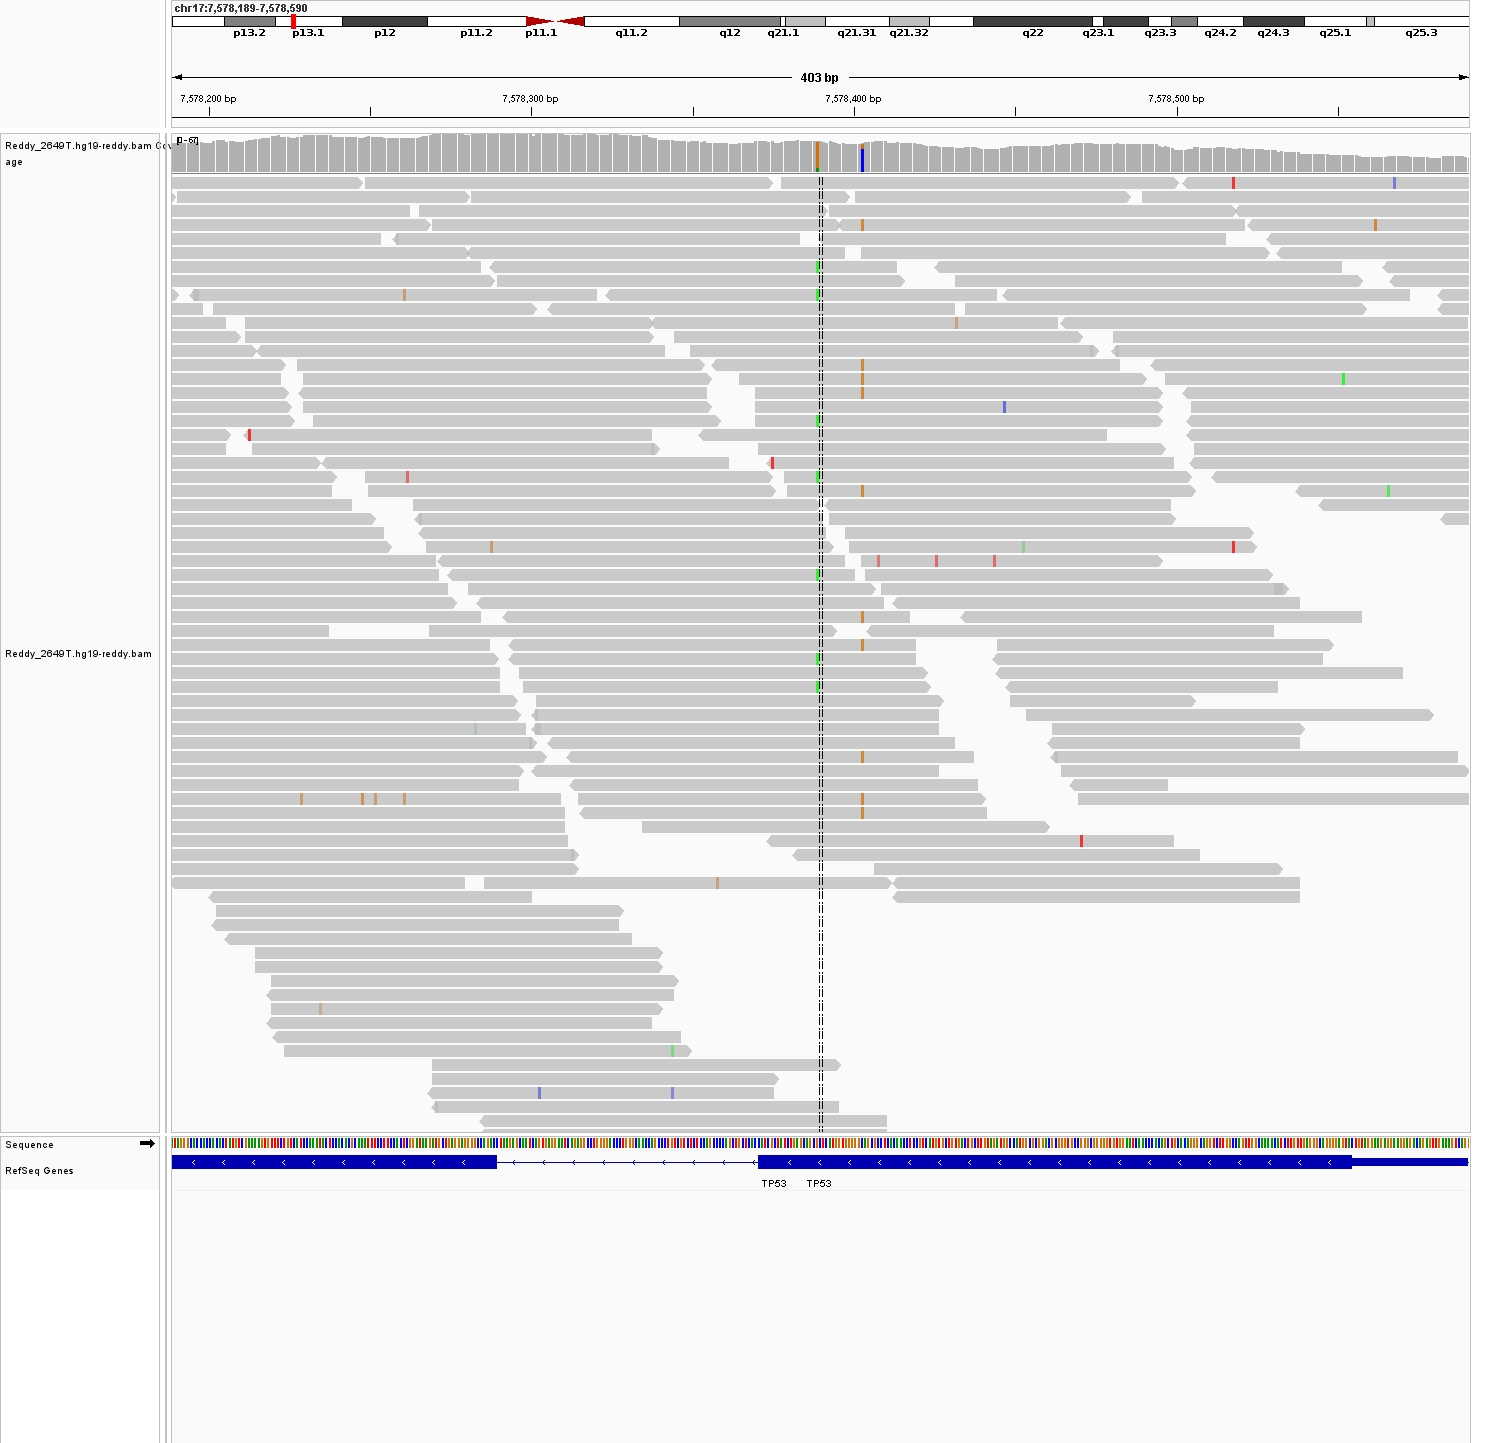 chr17:7,578,189-7,578,590
p13.2 p13.1 p12 p11.2 p11.1 q11.2 q12 q21.1 q21.31 q21.32 q22 q23.1 q23.3 q24.2 q24.3 q25.1 q25.3
403 bp
7,578,200 bp 7,578,300 bp 7,578,400 bp 7,578,500 bp
Reddy_2649T.hg19-reddy.bam Cov
age
Reddy_2649T.hg19-reddy.bam
Sequence
RefSeq Genes
TP53 TP53